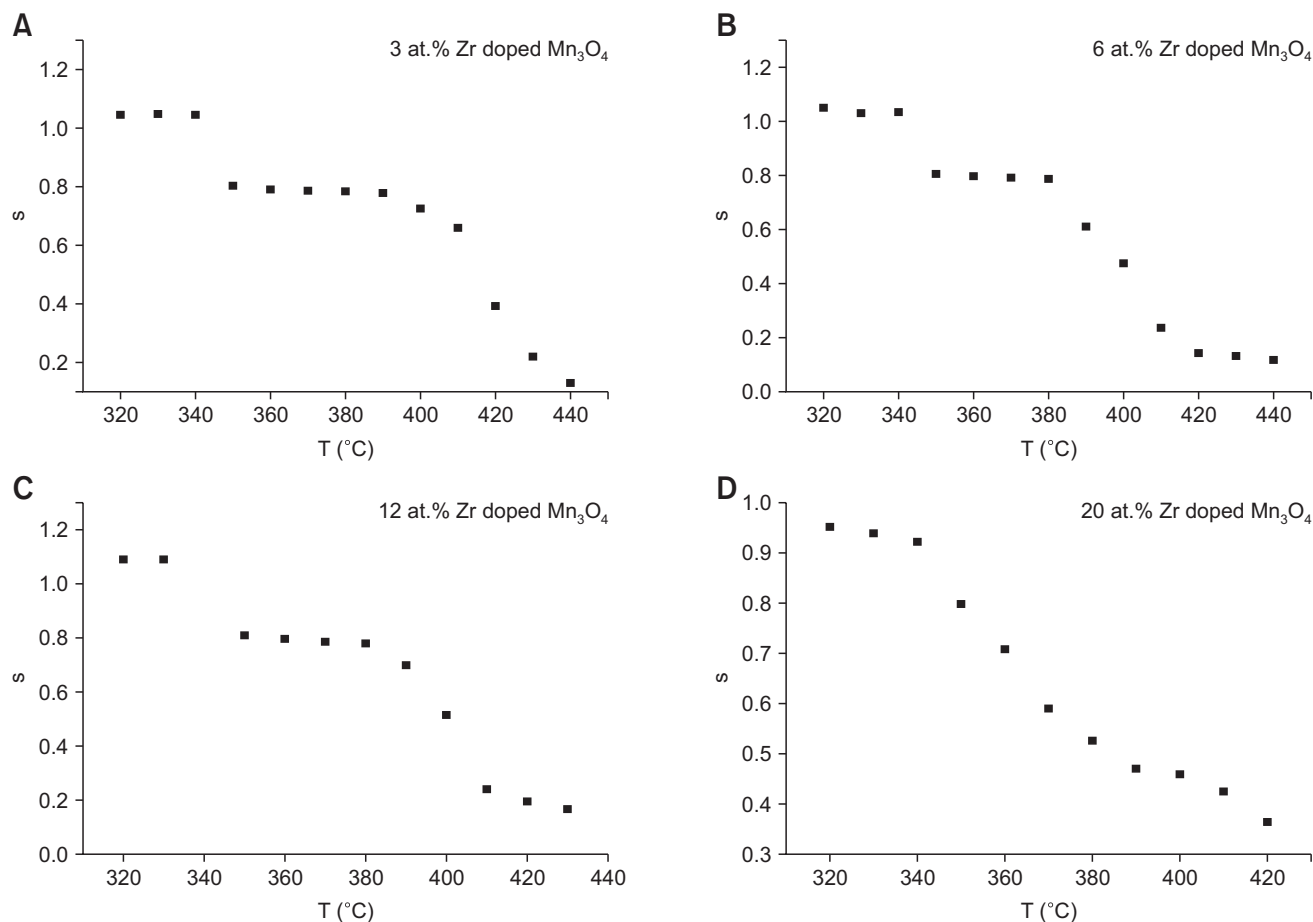 A
3 at.% Zr doped Mn₃O₄
1.2
1.0
0.8
0.6
0.4
0.2
s
320 340 360 380 400 420 440
T (°C)
B
6 at.% Zr doped Mn₃O₄
1.2
1.0
0.8
0.6
0.4
0.2
0.0
s
320 340 360 380 400 420 440
T (°C)
C
12 at.% Zr doped Mn₃O₄
1.2
1.0
0.8
0.6
0.4
0.2
0.0
s
320 340 360 380 400 420 440
T (°C)
D
20 at.% Zr doped Mn₃O₄
1.0
0.9
0.8
0.7
0.6
0.5
0.4
0.3
s
320 340 360 380 400 420
T (°C)